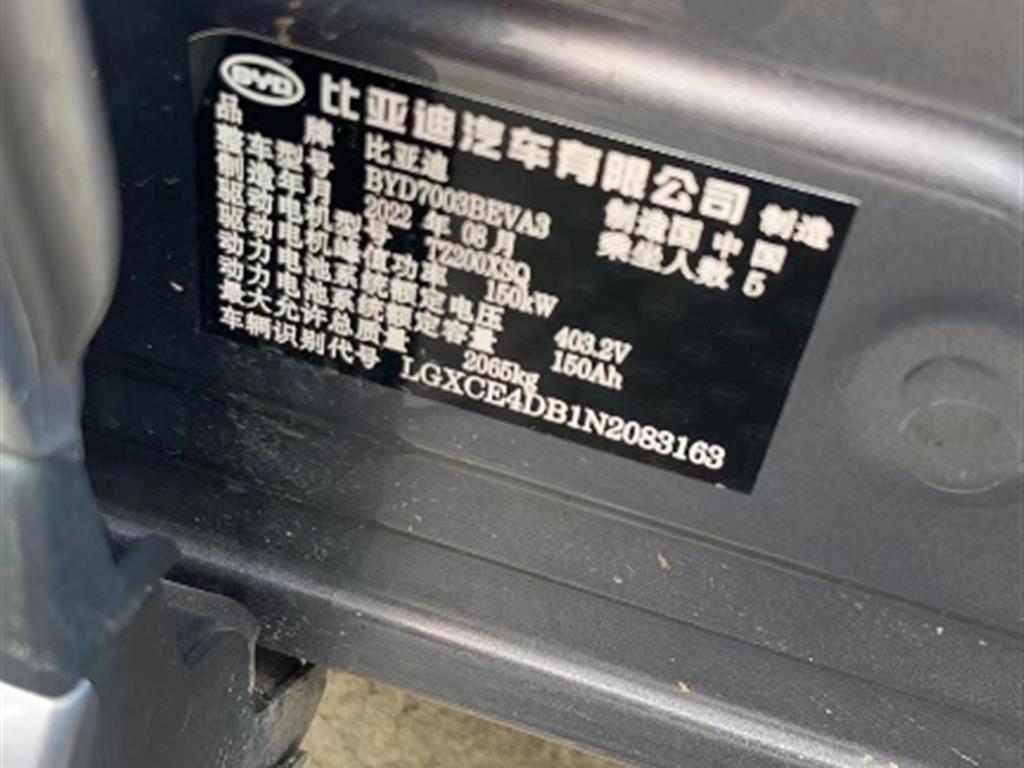 BYD 比亚迪汽车有限公司 制造
品 牌 比亚迪 制造国 中国
整车型号 BYD7003BEVA3 乘坐人数 5
制造年月 2022 年 08 月
驱动电机型号 TZ200XSQ
驱动电机峰值功率 150kW
动力电池系统额定电压 403.2V
动力电池系统额定容量 150Ah
最大允许总质量 2065kg
车辆识别代号 LGXCE4DB1N2083163